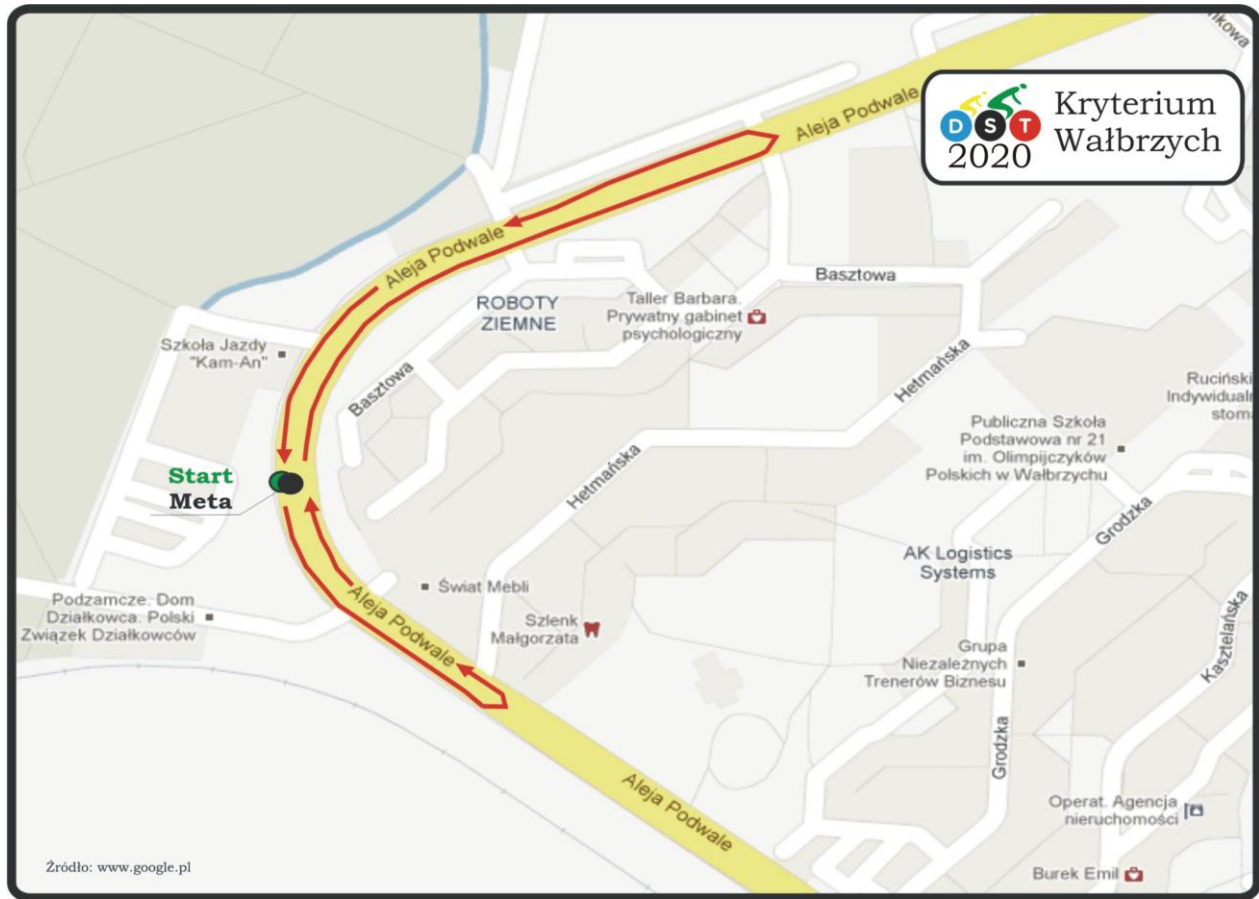 Kryterium
Wałbrzych
D S T
2020
Aleja Podwale
Aleja Podwale
Basztowa
ROBOTY
ZIEMNE
Taller Barbara.
Prywatny gabinet
psychologiczny
Szkoła Jazdy
"Kam-An"
Basztowa
Hetmańska
Ruciński
Indywidualn
stoma
Publiczna Szkoła
Podstawowa nr 21
im. Olimpijczyków
Polskich w Wałbrzychu
Start
Meta
Hetmańska
Grodzka
AK Logistics
Systems
Świat Mebli
Aleja Podwale
Podzamcze. Dom
Działkowca. Polski
Związek Działkowców
Szlenk
Małgorzata
Grupa
Niezależnych
Trenerów Biznesu
Kasztelańska
Grodzka
Aleja Podwale
Operat. Agencja
nieruchomości
Burek Emil
Źródło: www.google.pl